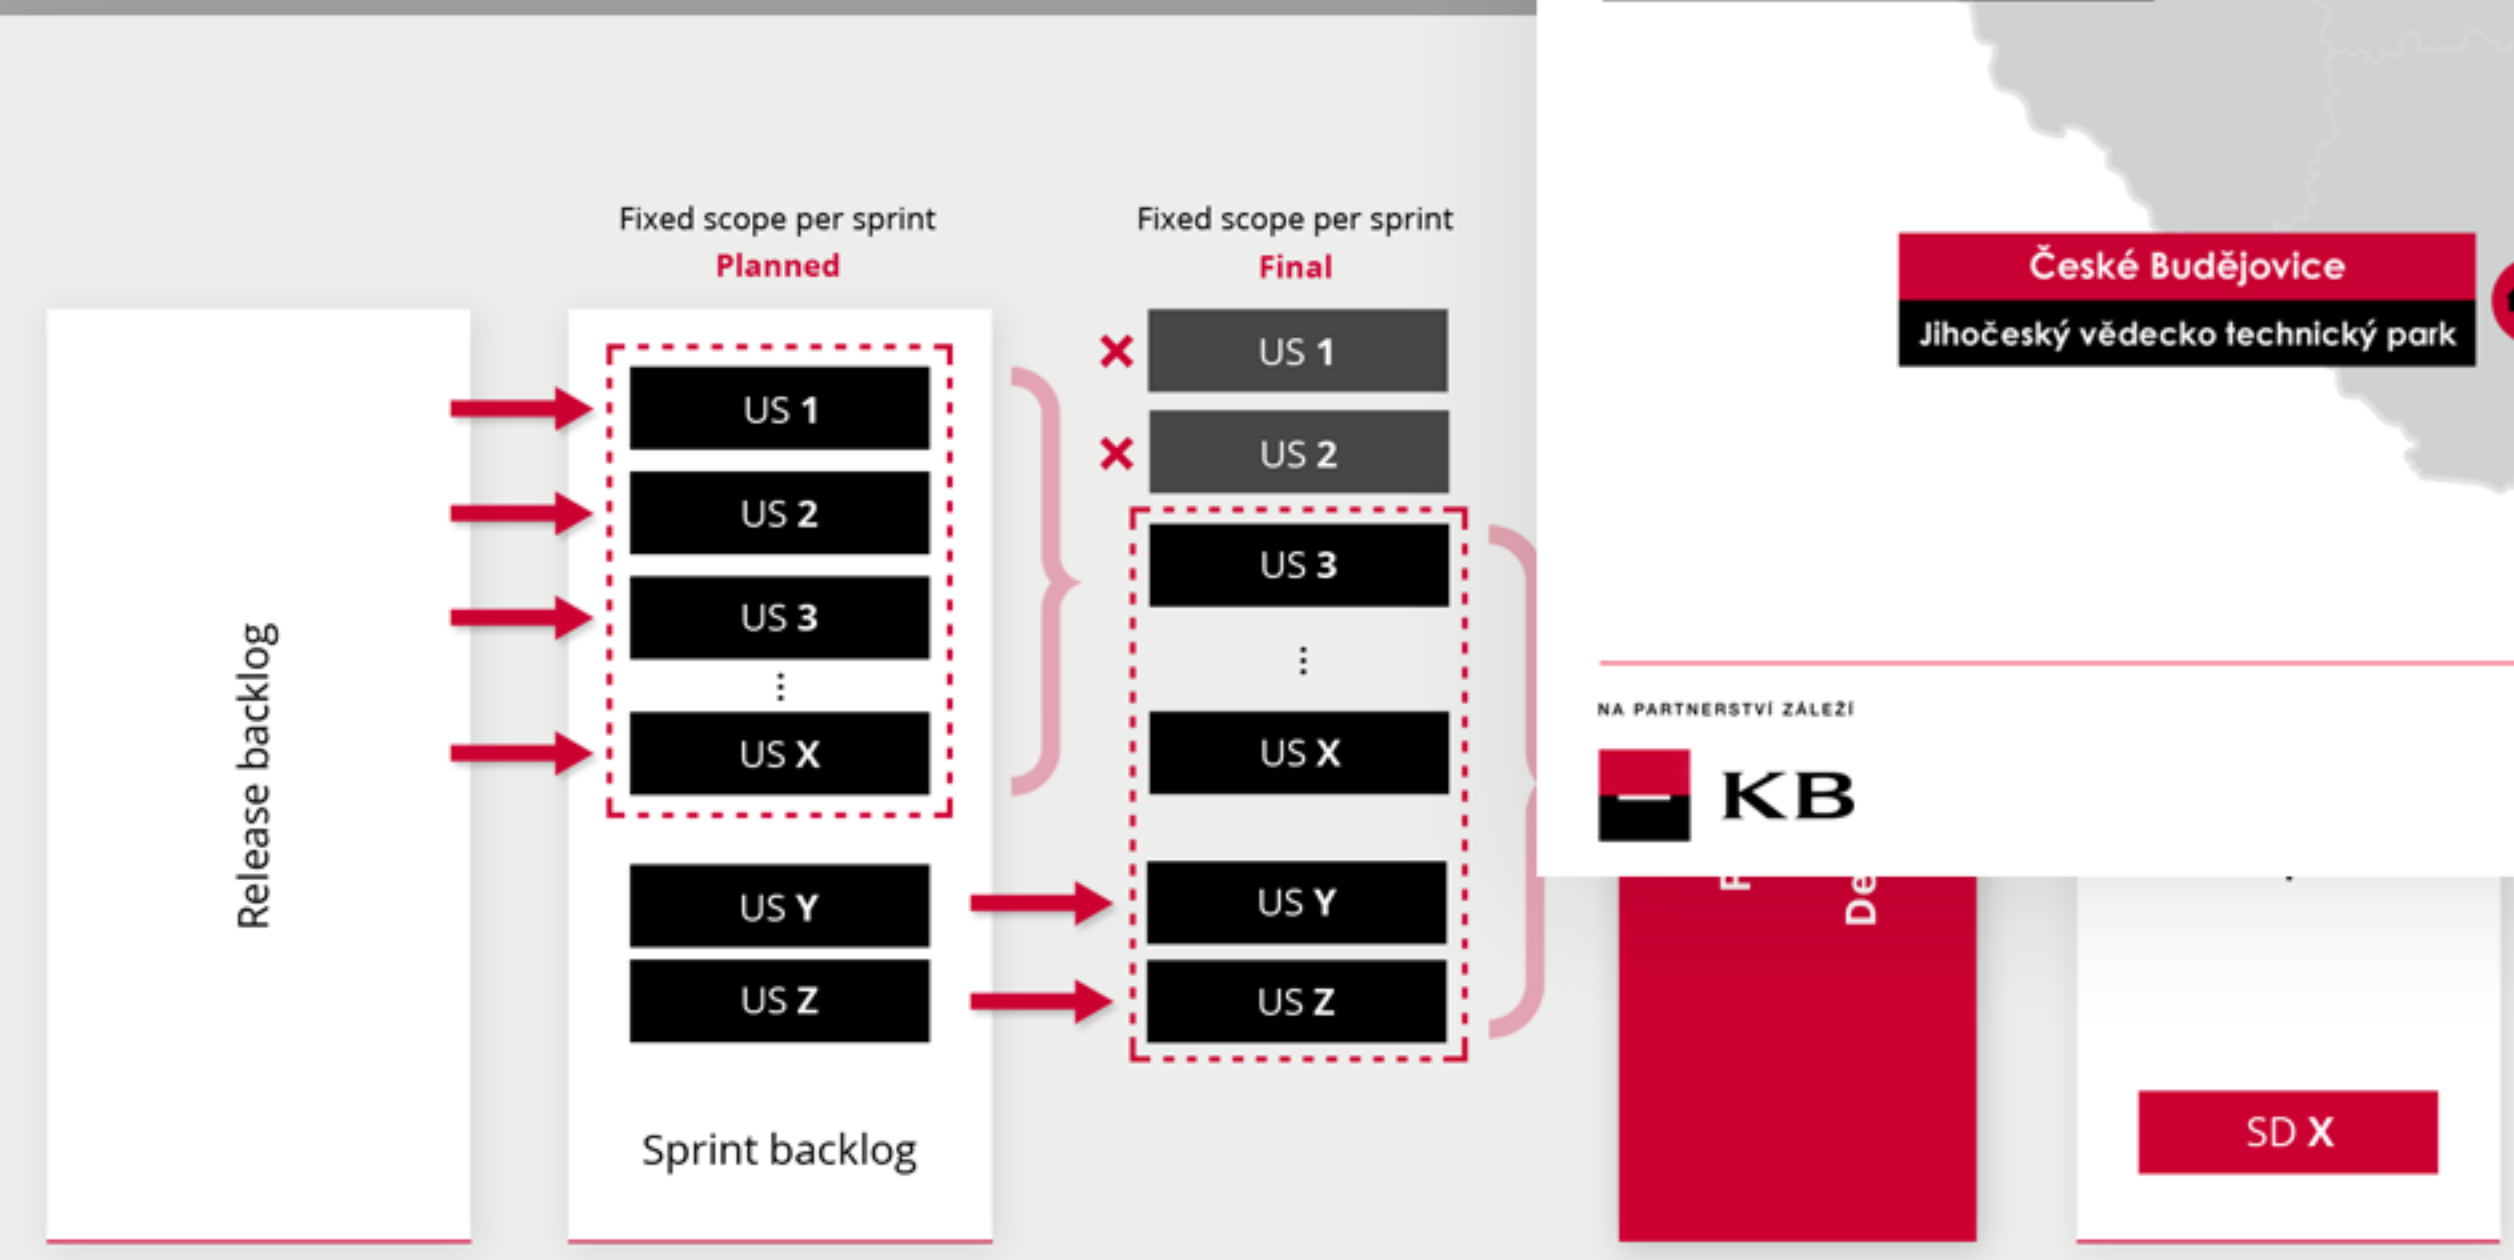 Fixed scope per sprint
Planned
Fixed scope per sprint
Final
Release backlog
US 1
US 2
US 3
US X
US Y
US Z
Sprint backlog
US 1
US 2
US 3
US X
US Y
US Z
České Budějovice
Jihočeský vědecko technický park
NA PARTNERSTVÍ ZÁLEŽÍ
KB
SD X